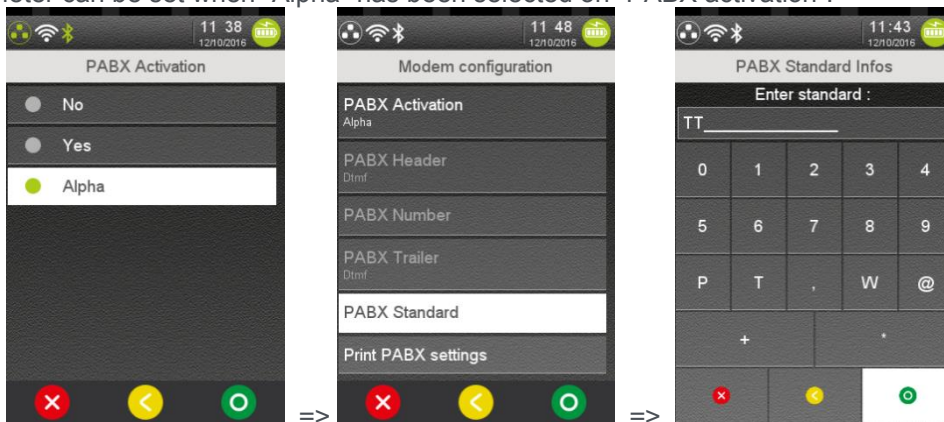 can be set when "Alpha" has been selected on "PABX activation".
11 38
12/10/2016
PABX Activation
No
Yes
Alpha
=>
11 48
12/10/2016
Modem configuration
PABX Activation
Alpha
PABX Header
Dtmf
PABX Number
PABX Trailer
Dtmf
PABX Standard
Print PABX settings
=>
11:43
12/10/2016
PABX Standard Infos
Enter standard :
TT______________
0 1 2 3 4
5 6 7 8 9
P T , W @
+ *